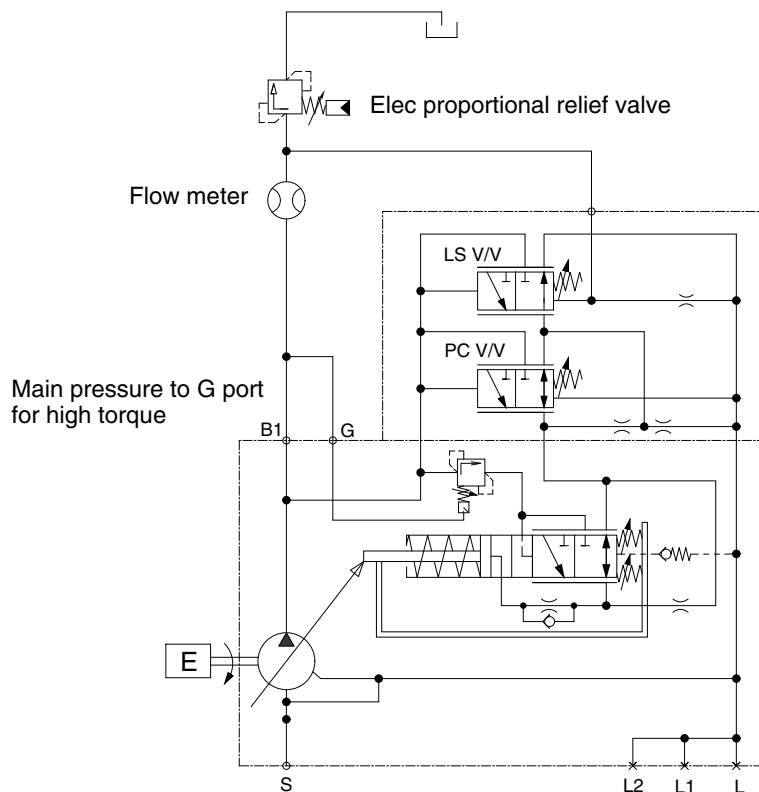 Elec proportional relief valve
Flow meter
LS V/V
PC V/V
Main pressure to G port
for high torque
B1
G
E
S
L2
L1
L